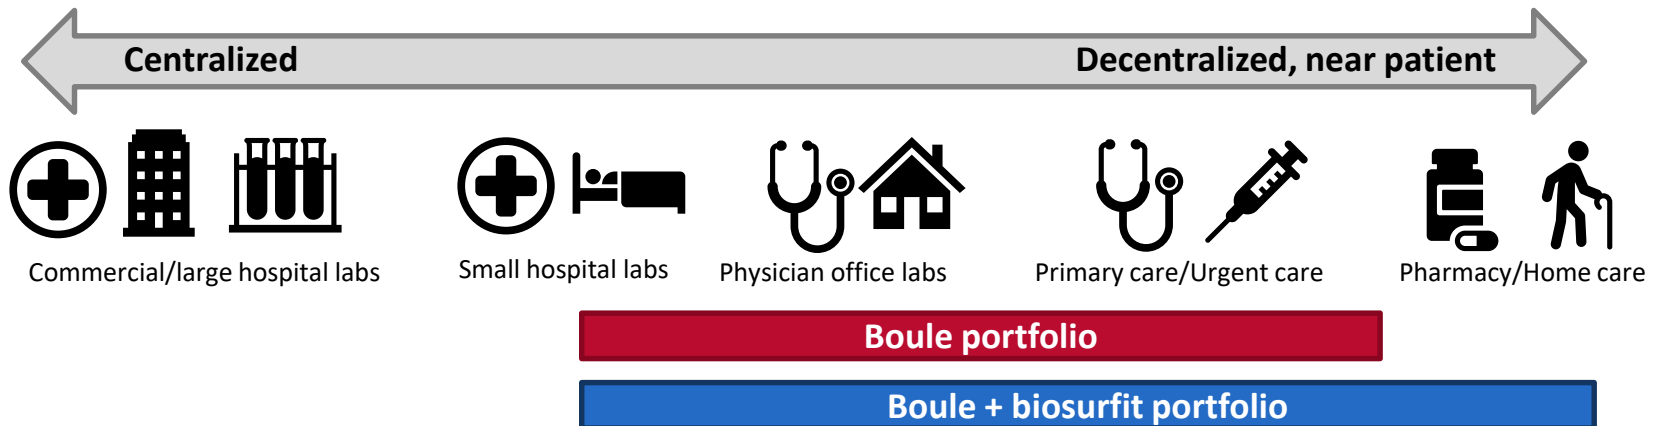 Centralized
Decentralized, near patient
Commercial/large hospital labs
Small hospital labs
Physician office labs
Primary care/Urgent care
Pharmacy/Home care
Boule portfolio
Boule + biosurfit portfolio